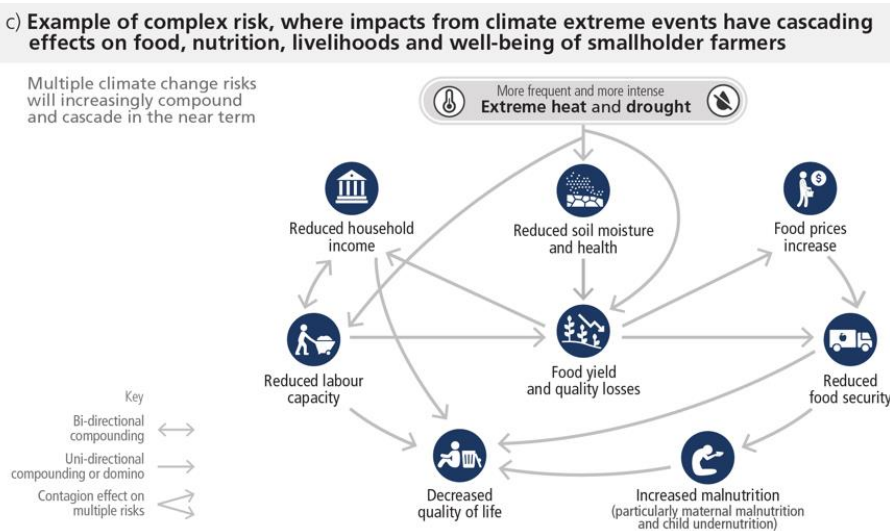 c) Example of complex risk, where impacts from climate extreme events have cascading
effects on food, nutrition, livelihoods and well-being of smallholder farmers
Multiple climate change risks
will increasingly compound
and cascade in the near term
More frequent and more intense
Extreme heat and drought
Reduced household
income
Reduced soil moisture
and health
$
Food prices
increase
Reduced labour
capacity
Food yield
and quality losses
Reduced
food security
Key
Bi-directional
compounding
Uni-directional
compounding or domino
Contagion effect on
multiple risks
Decreased
quality of life
Increased malnutrition
(particularly maternal malnutrition
and child undernutrition)